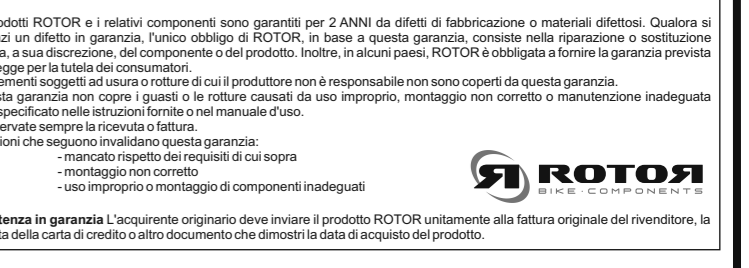 odotti ROTOR e i relativi componenti sono garantiti per 2 ANNI da difetti di fabbricazione o materiali difettosi. Qualora si
zi un difetto in garanzia, l'unico obbligo di ROTOR, in base a questa garanzia, consiste nella riparazione o sostituzione
a, a sua discrezione, del componente o del prodotto. Inoltre, in alcuni paesi, ROTOR è obbligata a fornire la garanzia prevista
egge per la tutela dei consumatori.
ementi soggetti ad usura o rotture di cui il produttore non è responsabile non sono coperti da questa garanzia.
sta garanzia non copre i guasti o le rotture causati da uso improprio, montaggio non corretto o manutenzione inadeguata
specificato nelle istruzioni fornite o nel manuale d'uso.
servate sempre la ricevuta o fattura.
ioni che seguono invalidano questa garanzia:
- mancato rispetto dei requisiti di cui sopra
- montaggio non corretto
- uso improprio o montaggio di componenti inadeguati
ROTOR
BIKE·COMPONENTS
tenza in garanzia L'acquirente originario deve inviare il prodotto ROTOR unitamente alla fattura originale del rivenditore, la
ta della carta di credito o altro documento che dimostri la data di acquisto del prodotto.